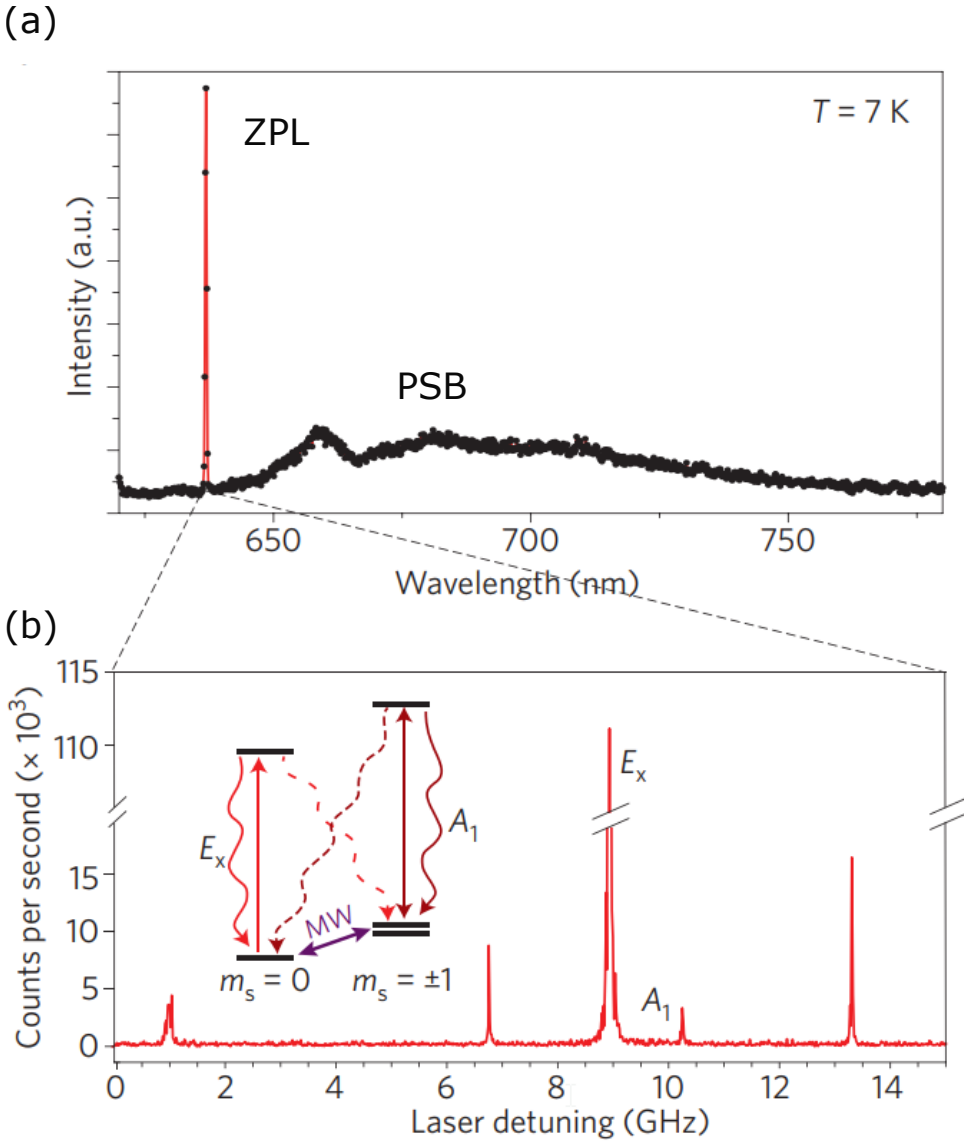 (a)
T = 7 K
ZPL
PSB
Intensity (a.u.)
650 700 750
Wavelength (nm)
(b)
Counts per second (× 10³)
115
110
15
10
5
0
Eₓ
A₁
Eₓ
A₁
MW
mₛ = 0 mₛ = ±1
0 2 4 6 8 10 12 14
Laser detuning (GHz)